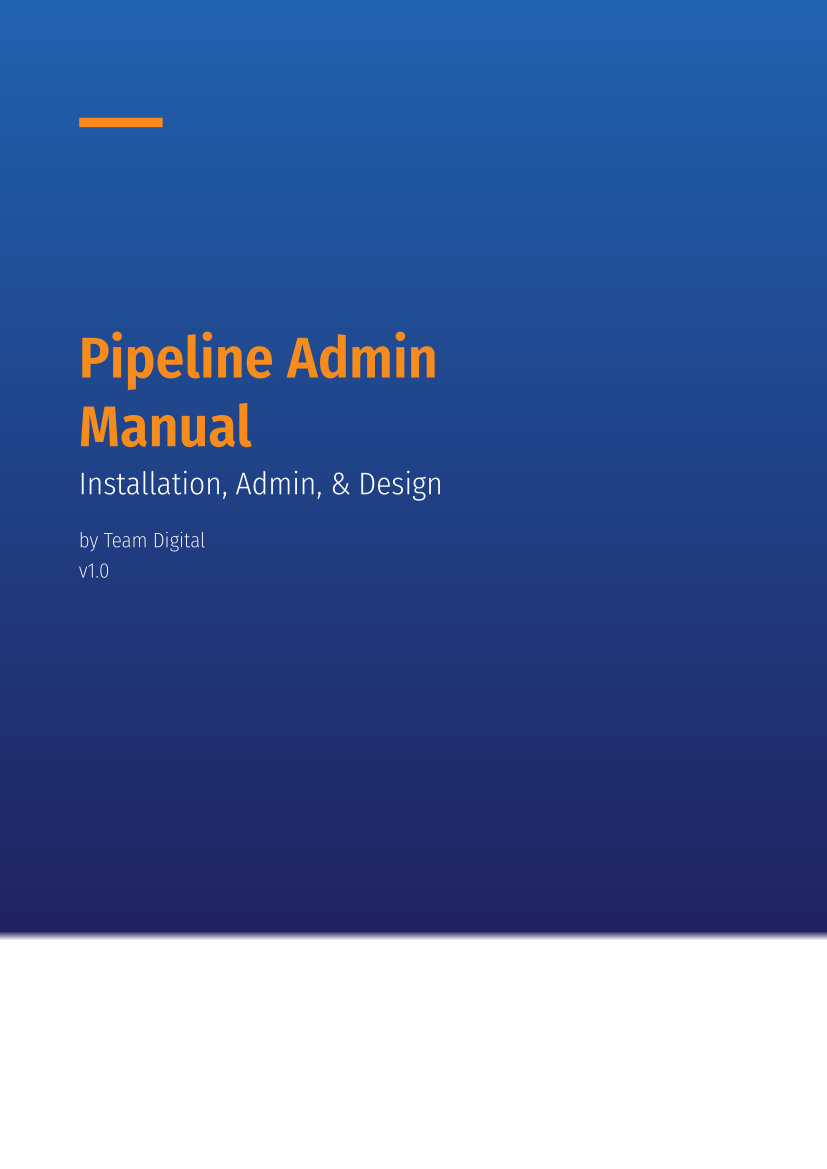 Pipeline Admin
Manual
Installation, Admin, & Design
by Team Digital
v1.0